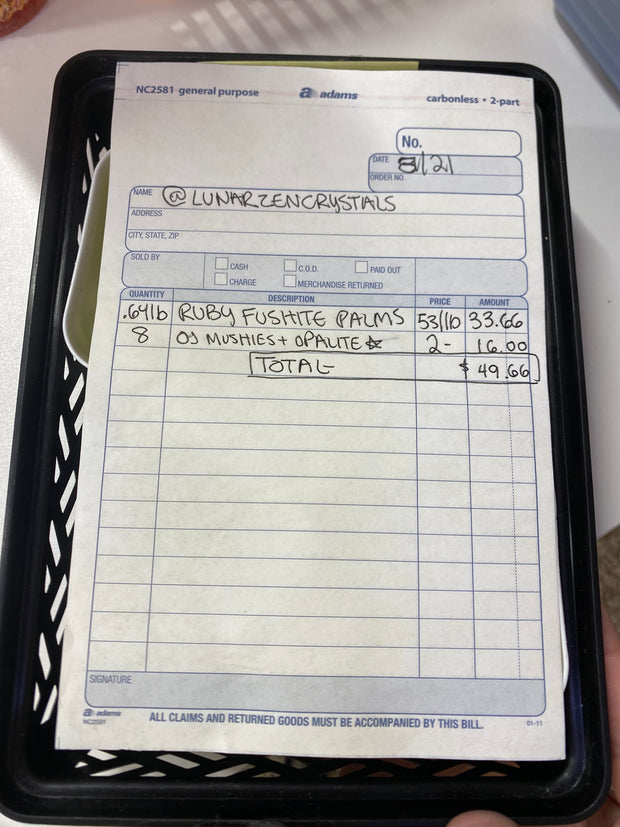 NC2581 general purpose
a adams
carbonless • 2-part
No.
DATE 8/21
ORDER NO.
NAME @LUNARZENCRYSTALS
ADDRESS
CITY, STATE, ZIP
SOLD BY
CASH C.O.D. PAID OUT
CHARGE MERCHANDISE RETURNED
QUANTITY DESCRIPTION PRICE AMOUNT
.64lb RUBY FUSHITE PALMS 53/lb 33.66
8 OJ MUSHIES + OPALITE ☆ 2- 16.00
TOTAL $ 49.66
SIGNATURE
a adams
NC2581
ALL CLAIMS AND RETURNED GOODS MUST BE ACCOMPANIED BY THIS BILL.
01-11